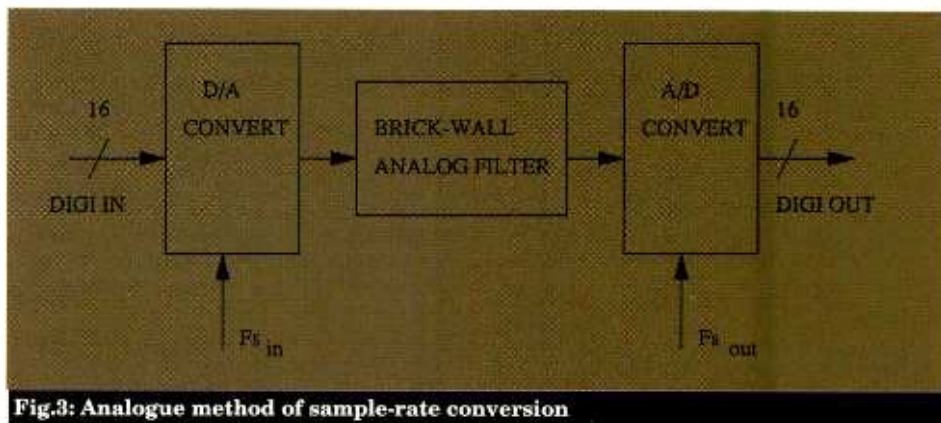 16
D/A
CONVERT
DIGI IN
BRICK-WALL
ANALOG FILTER
A/D
CONVERT
16
DIGI OUT
Fs in
Fs out
Fig.3: Analogue method of sample-rate conversion